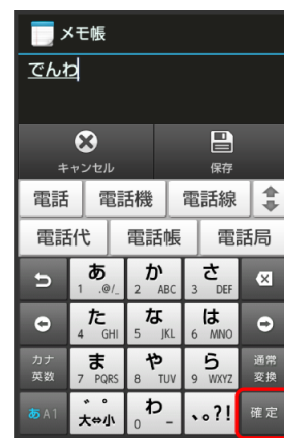 メモ帳
でんわ
キャンセル 保存
電話 電話機 電話線
電話代 電話帳 電話局
あ か さ
1 .@/_ 2 ABC 3 DEF
た な は
4 GHI 5 JKL 6 MNO
カナ 英数 ま や ら 通常 変換
7 PQRS 8 TUV 9 WXYZ
あA1 大⇔小 わ 、。?! 確定
゛゜ 0 -